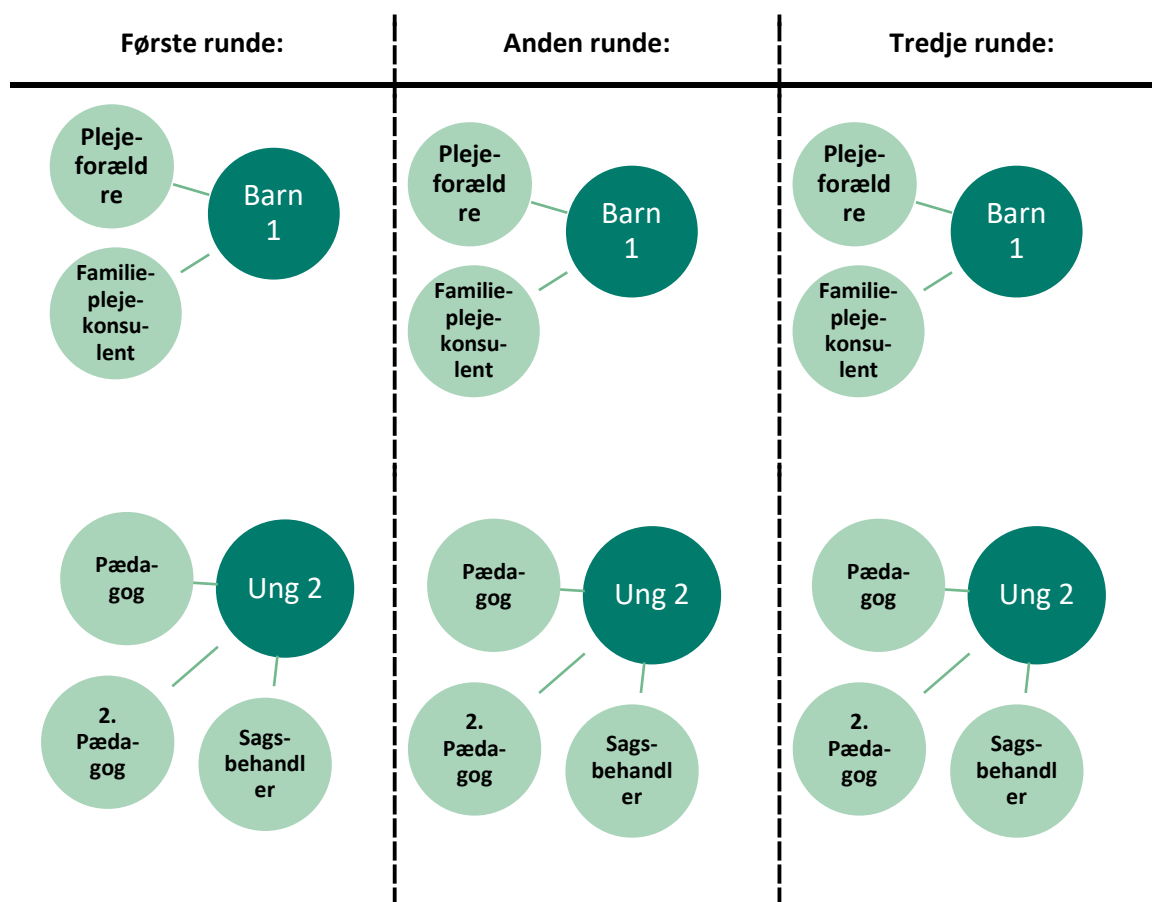 Første runde:
Anden runde:
Tredje runde:
Pleje-
foræld
re
Barn
1
Familie-
pleje-
konsu-
lent
Pleje-
foræld
re
Barn
1
Familie-
pleje-
konsu-
lent
Pleje-
foræld
re
Barn
1
Familie-
pleje-
konsu-
lent
Pæda-
gog
Ung 2
2.
Pæda-
gog
Sags-
behandl
er
Pæda-
gog
Ung 2
2.
Pæda-
gog
Sags-
behandl
er
Pæda-
gog
Ung 2
2.
Pæda-
gog
Sags-
behandl
er